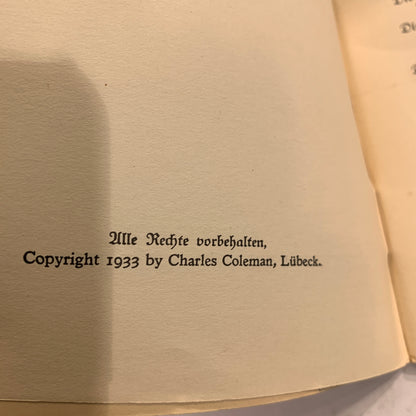 Alle Rechte vorbehalten,
Copyright 1933 by Charles Coleman, Lübeck.